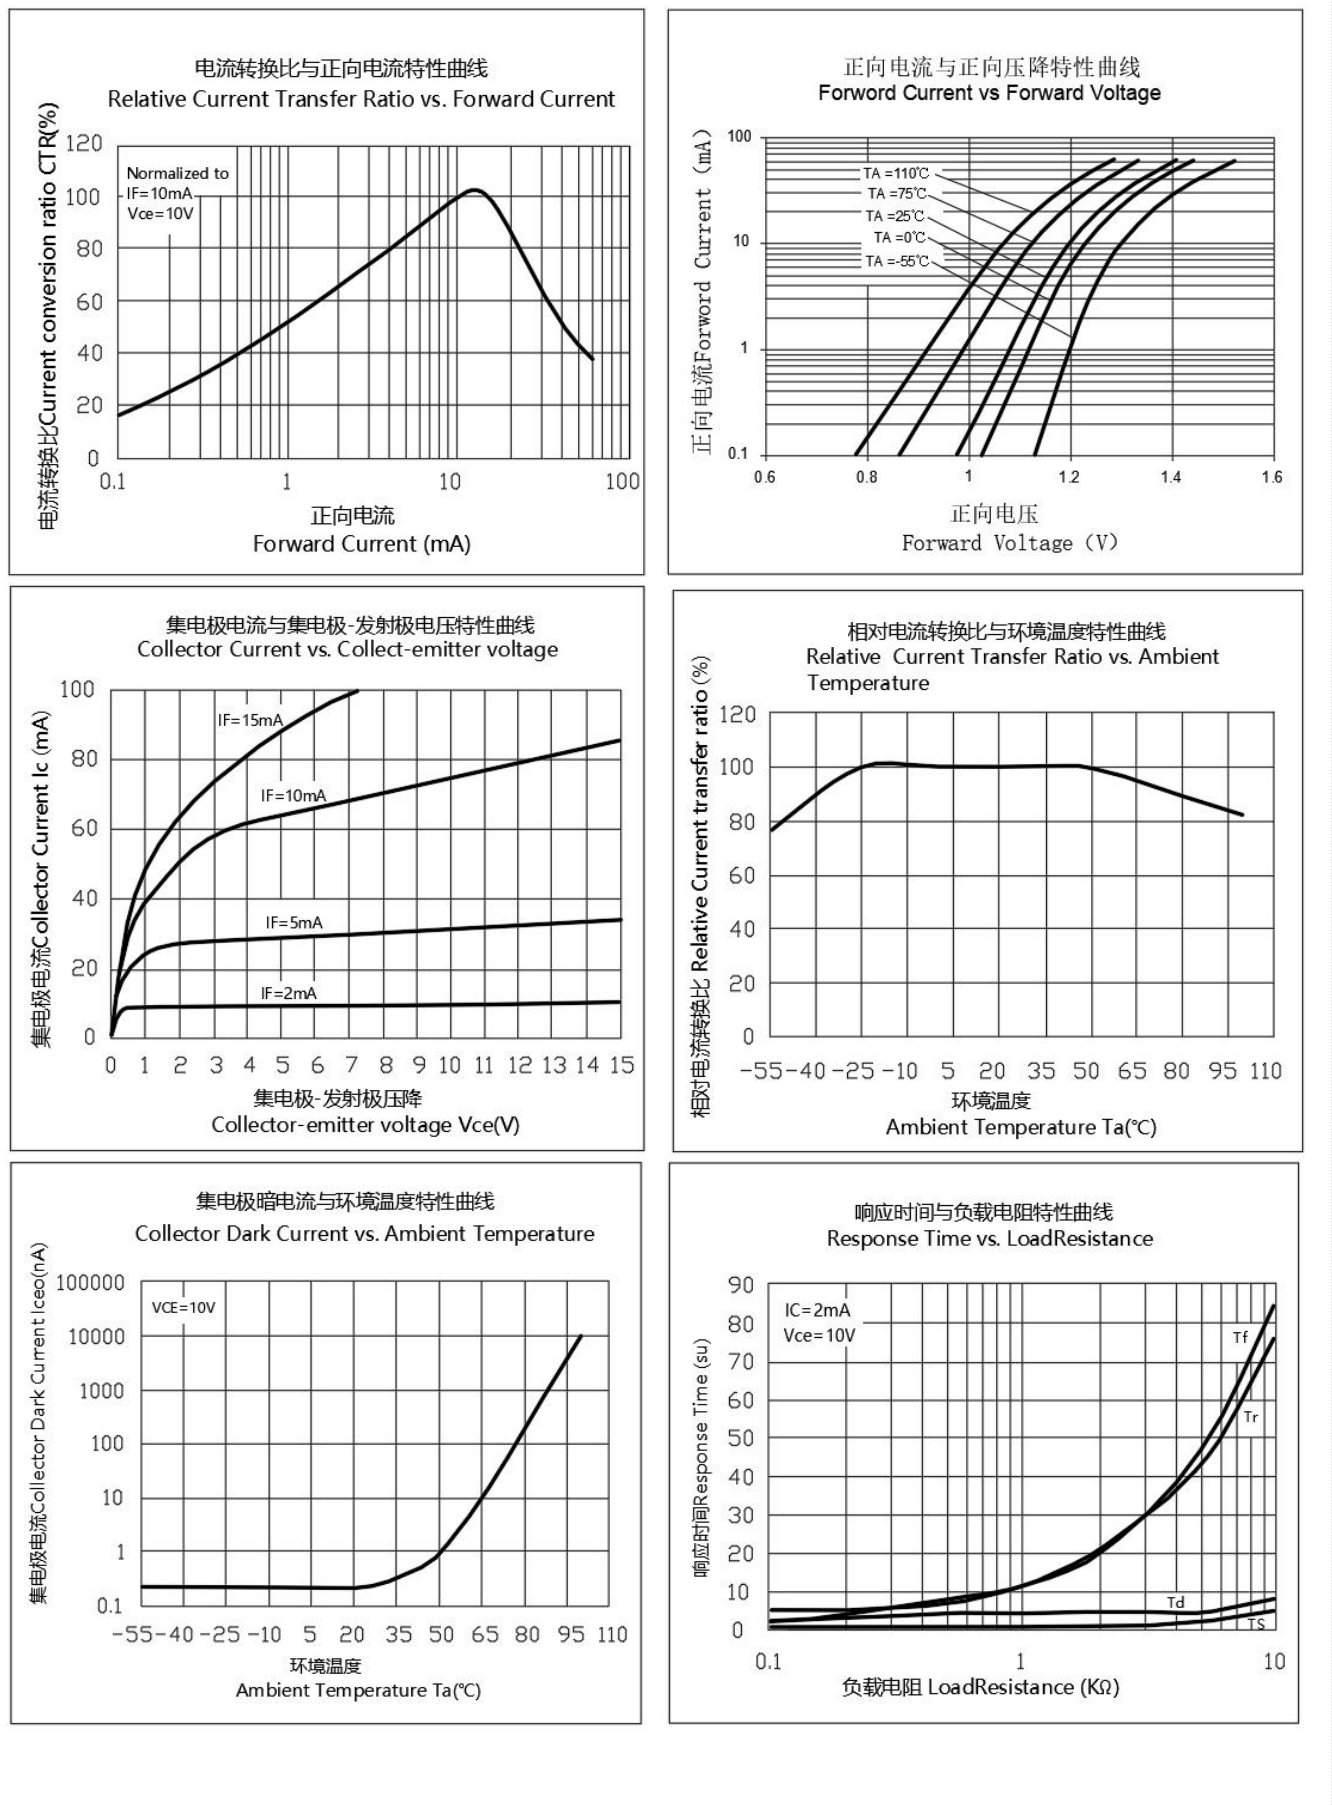 电流转换比与正向电流特性曲线
Relative Current Transfer Ratio vs. Forward Current
电流转换比Current conversion ratio CTR(%)
120
100
80
60
40
20
0
Normalized to
IF=10mA
Vce=10V
0.1 1 10 100
正向电流
Forward Current (mA)
正向电流与正向压降特性曲线
Forword Current vs Forward Voltage
正向电流Forword Current (mA)
100
10
1
0.1
TA =110℃
TA =75℃
TA =25℃
TA =0℃
TA =-55℃
0.6 0.8 1 1.2 1.4 1.6
正向电压
Forward Voltage (V)
集电极电流与集电极-发射极电压特性曲线
Collector Current vs. Collect-emitter voltage
集电极电流Collector Current Ic (mA)
100
80
60
40
20
0
IF=15mA
IF=10mA
IF=5mA
IF=2mA
0 1 2 3 4 5 6 7 8 9 10 11 12 13 14 15
集电极-发射极压降
Collector-emitter voltage Vce(V)
相对电流转换比与环境温度特性曲线
Relative Current Transfer Ratio vs. Ambient
Temperature
相对电流转换比 Relative Current transfer ratio (%)
120
100
80
60
40
20
0
-55 -40 -25 -10 5 20 35 50 65 80 95 110
环境温度
Ambient Temperature Ta(℃)
集电极暗电流与环境温度特性曲线
Collector Dark Current vs. Ambient Temperature
集电极电流Collector Dark Current Iceo(nA)
100000
10000
1000
100
10
1
0.1
VCE=10V
-55 -40 -25 -10 5 20 35 50 65 80 95 110
环境温度
Ambient Temperature Ta(℃)
响应时间与负载电阻特性曲线
Response Time vs. LoadResistance
响应时间Response Time (su)
90
80
70
60
50
40
30
20
10
0
IC=2mA
Vce=10V
Tf
Tr
Td
TS
0.1 1 10
负载电阻 LoadResistance (KΩ)